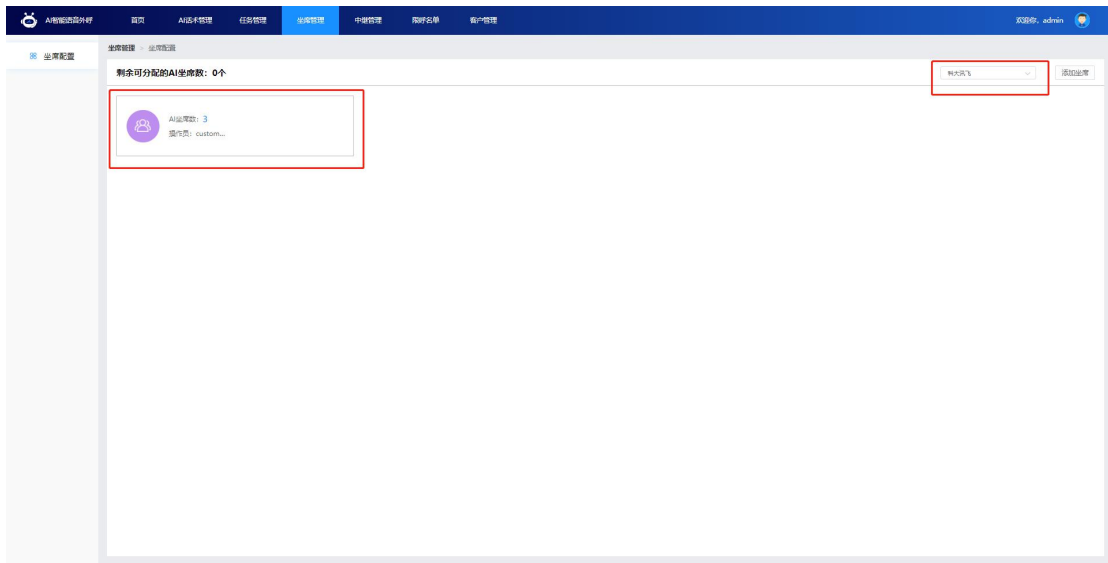 AI智能语音外呼 首页 AI话术管理 任务管理 坐席管理 中继管理 限呼名单 客户管理 欢迎你，admin
坐席配置
坐席管理 > 坐席配置
剩余可分配的AI坐席数：0个 科大讯飞 添加坐席
AI坐席数：3
操作员：custom...